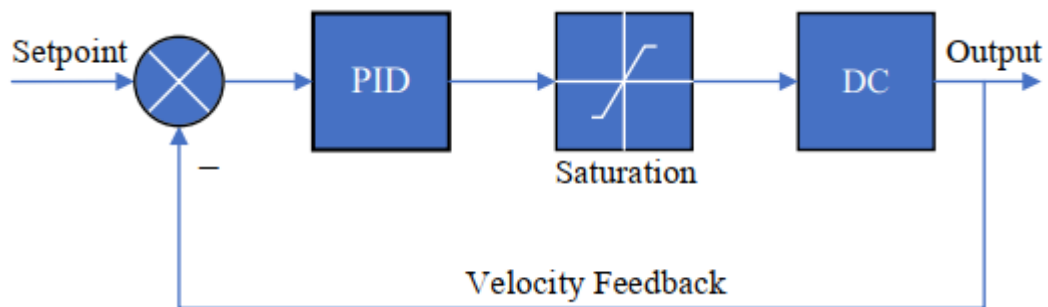 Setpoint
PID
DC
Output
–
Saturation
Velocity Feedback